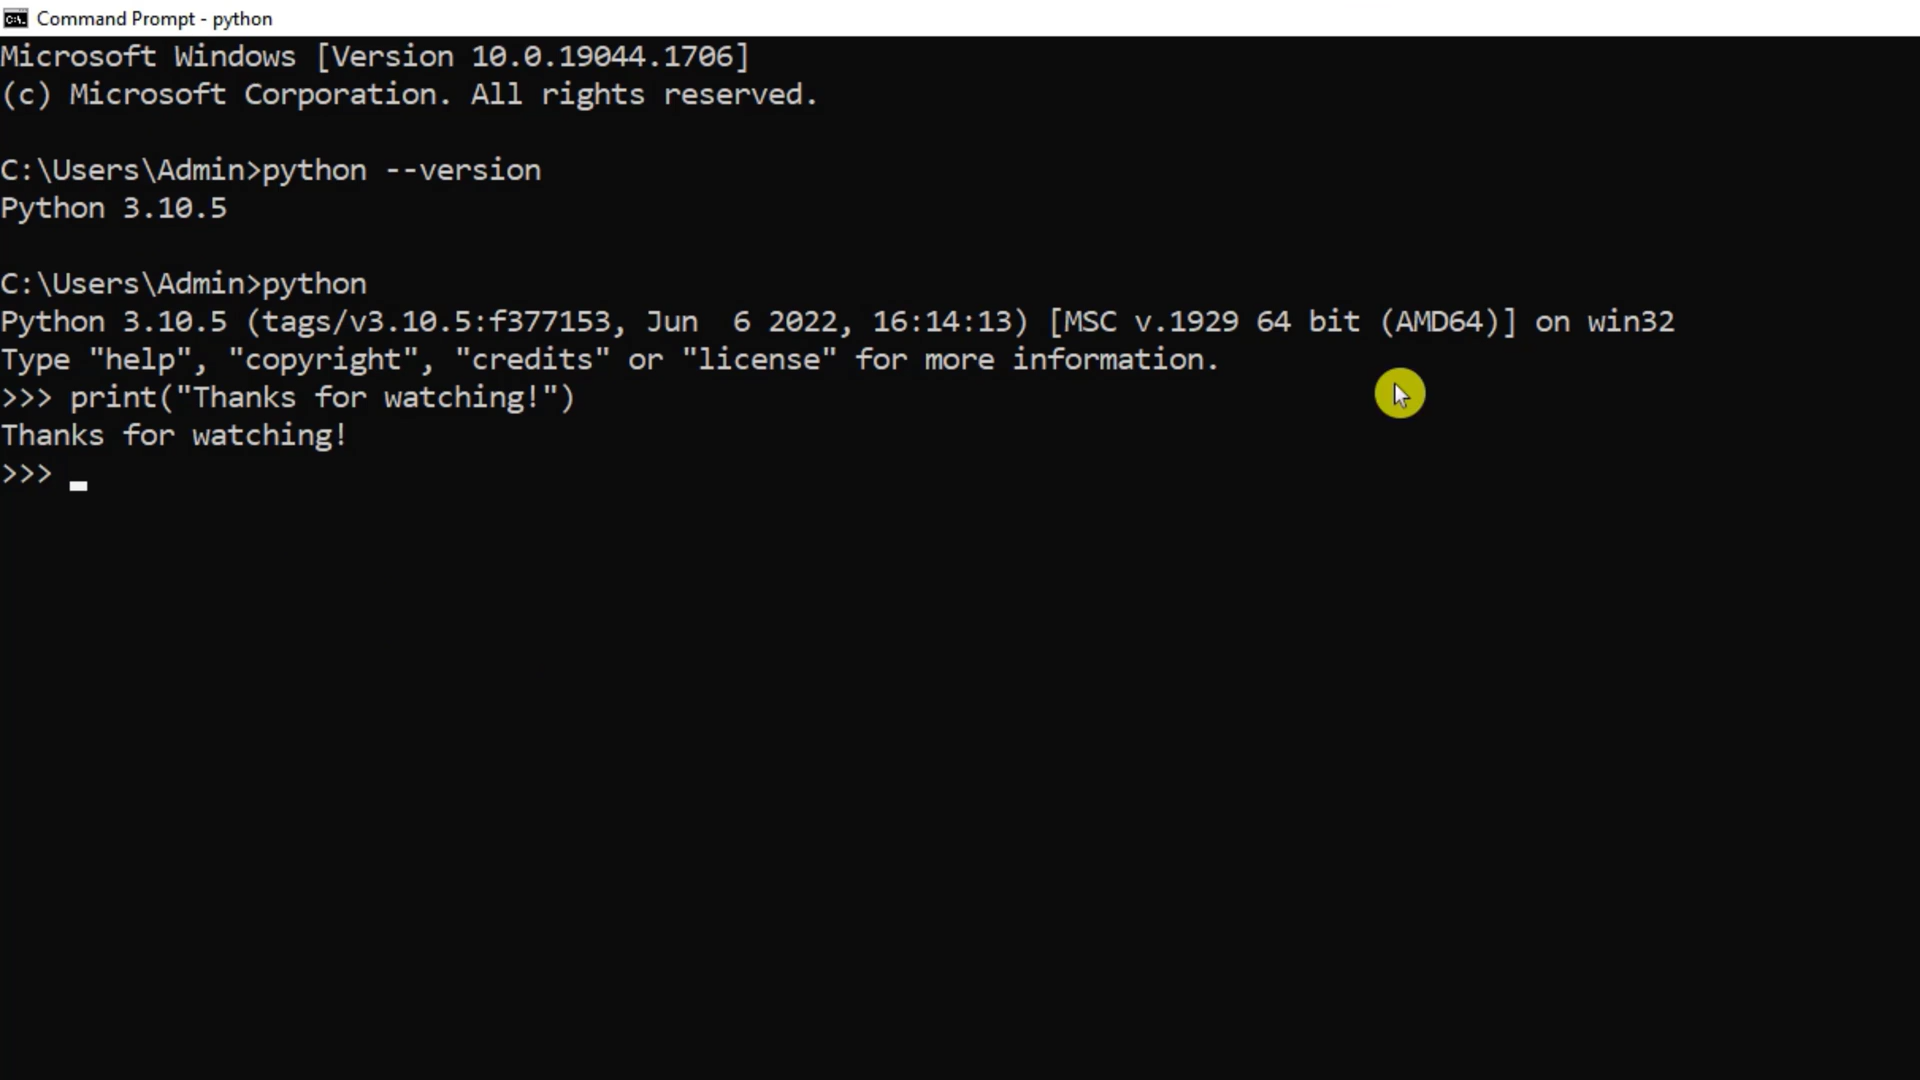 Command Prompt - python
Microsoft Windows [Version 10.0.19044.1706]
(c) Microsoft Corporation. All rights reserved.
C:\Users\Admin>python --version
Python 3.10.5
C:\Users\Admin>python
Python 3.10.5 (tags/v3.10.5:f377153, Jun  6 2022, 16:14:13) [MSC v.1929 64 bit (AMD64)] on win32
Type "help", "copyright", "credits" or "license" for more information.
>>> print("Thanks for watching!")
Thanks for watching!
>>>